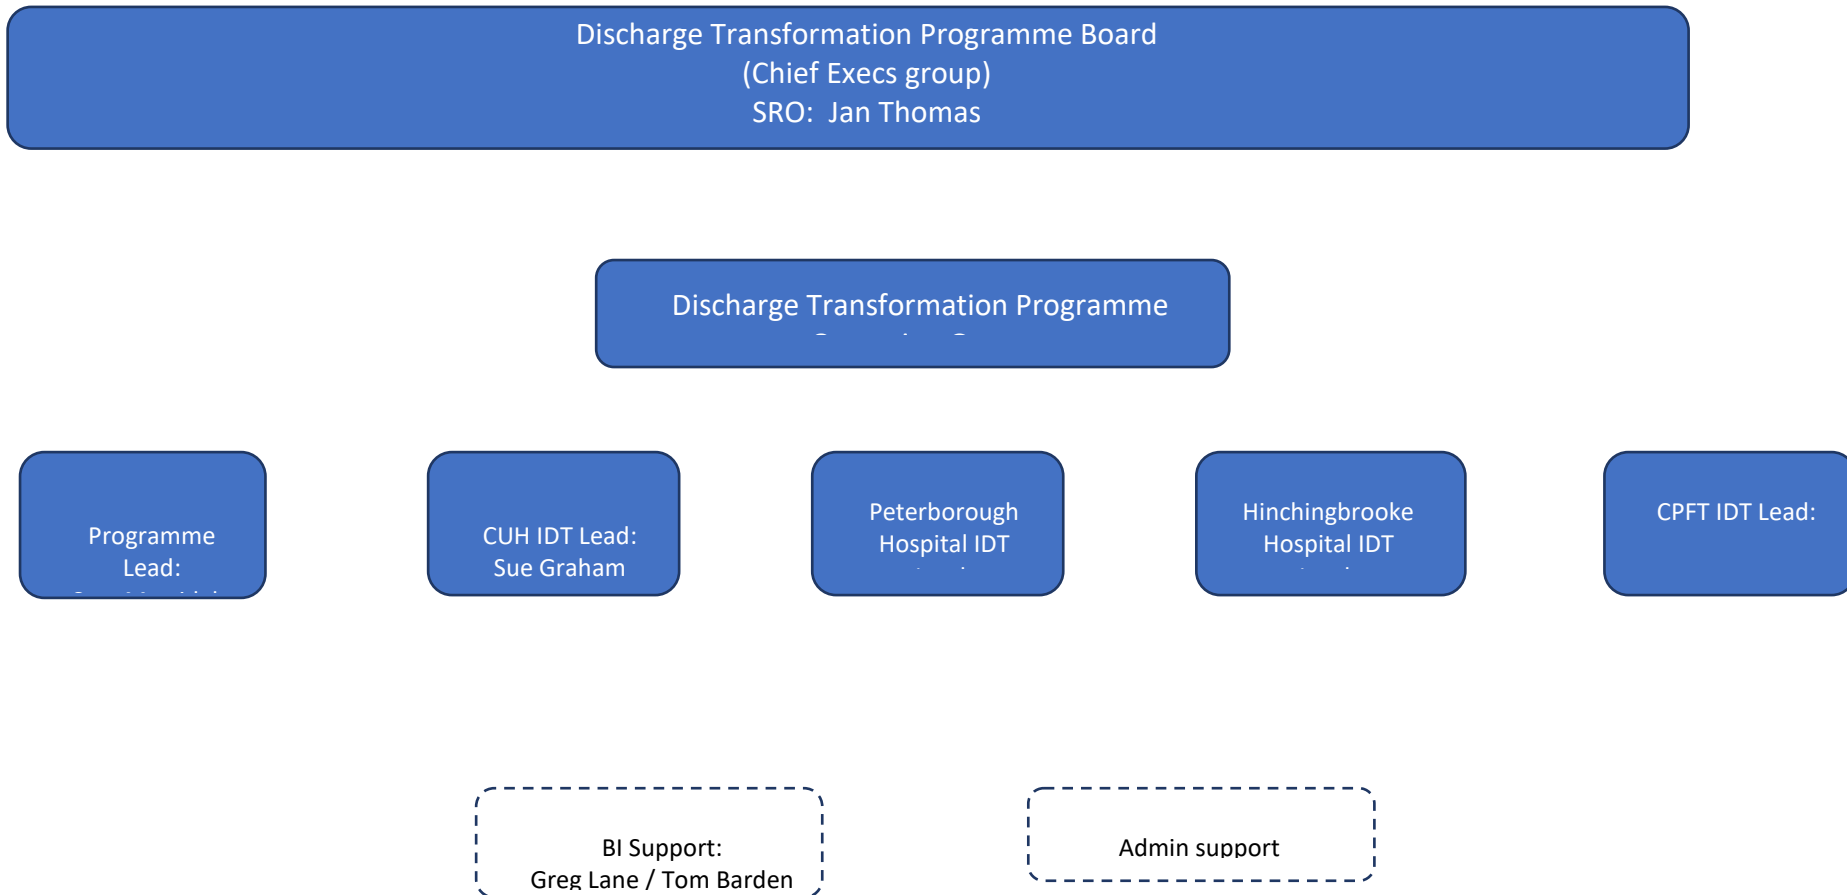 Discharge Transformation Programme Board
(Chief Execs group)
SRO: Jan Thomas
Discharge Transformation Programme
Programme
Lead:
CUH IDT Lead:
Sue Graham
Peterborough
Hospital IDT
Hinchingbrooke
Hospital IDT
CPFT IDT Lead:
BI Support:
Greg Lane / Tom Barden
Admin support